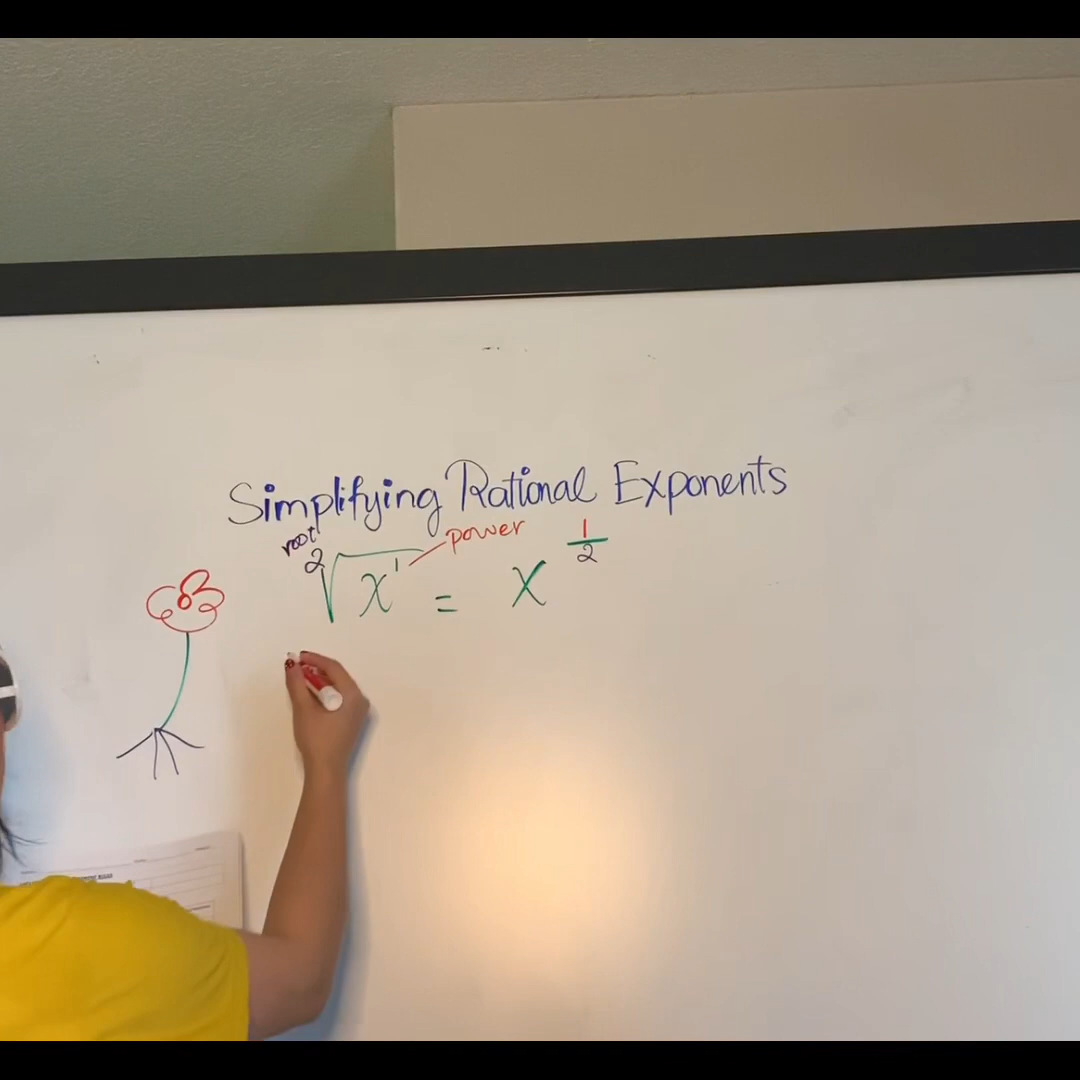 Simplifying Rational Exponents
root power
²√x¹ = x^(1/2)